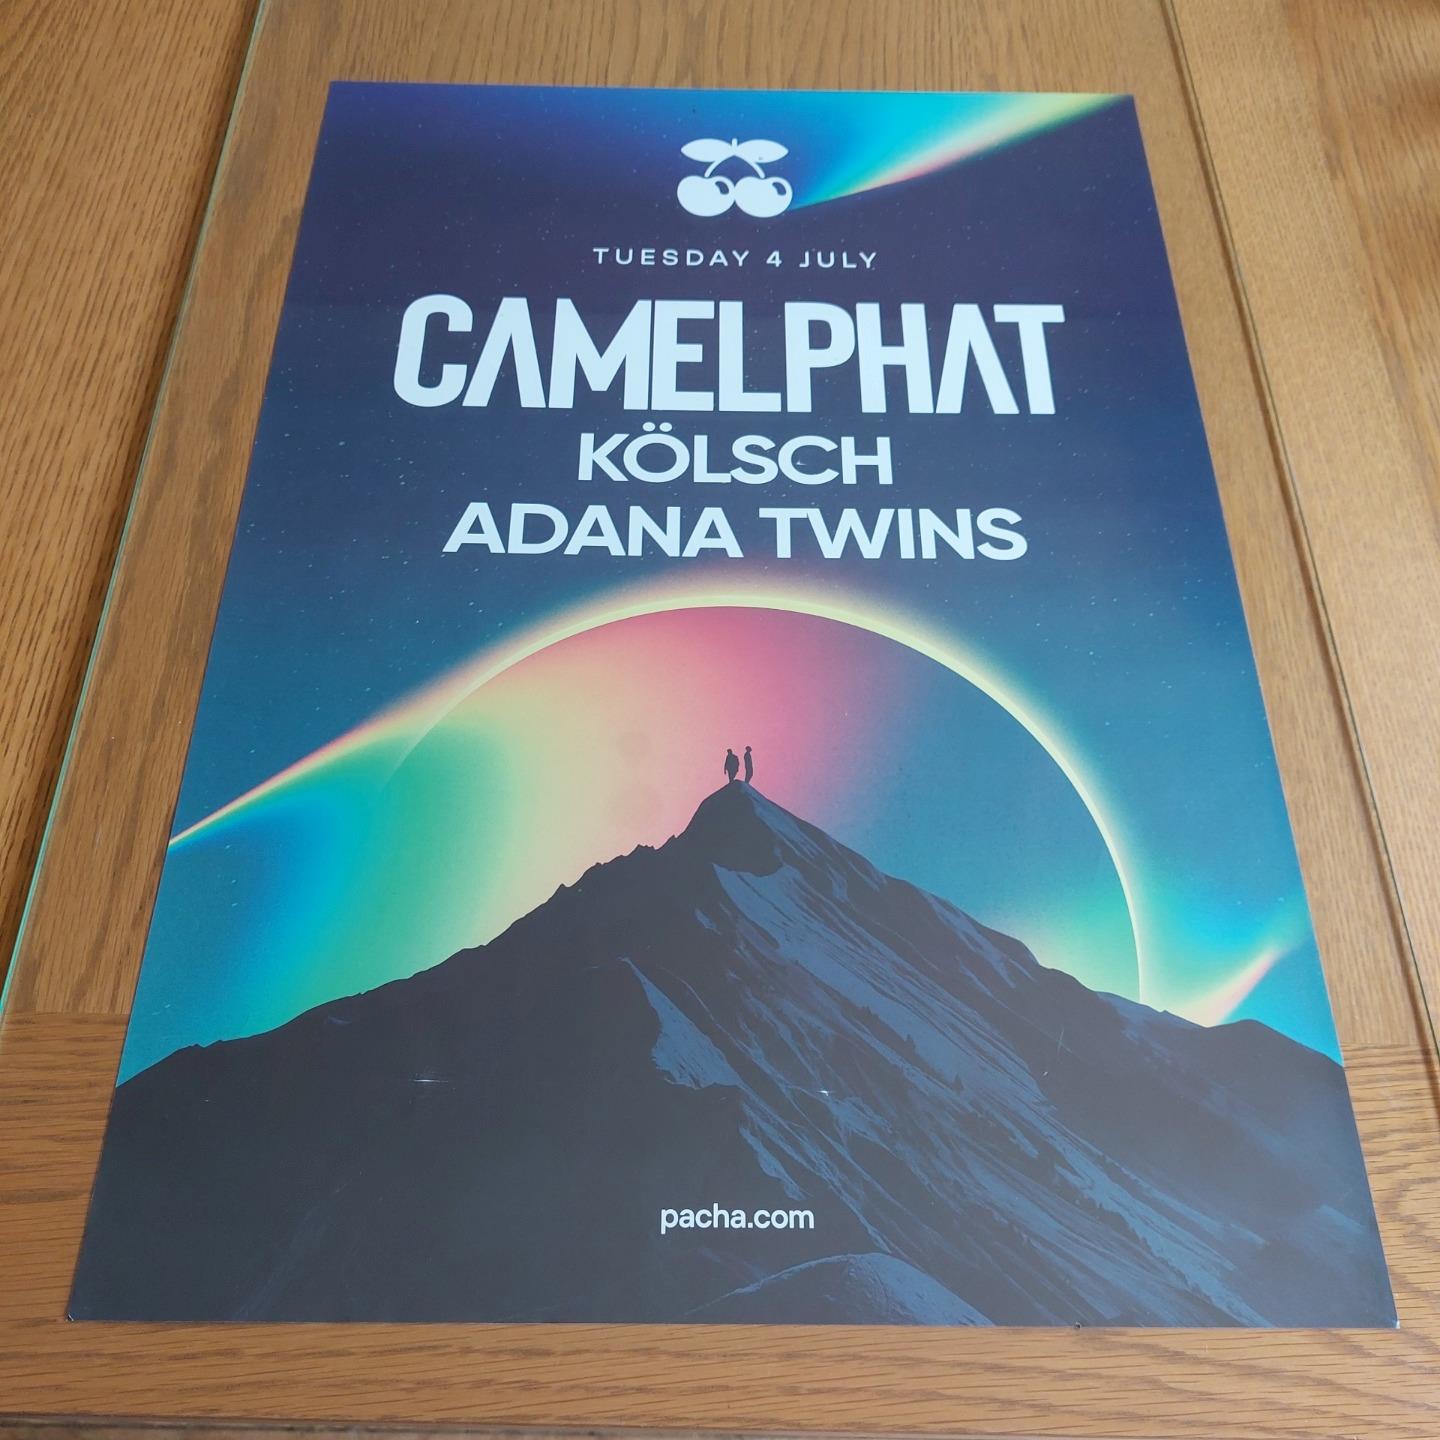 TUESDAY 4 JULY
CAMELPHAT
KÖLSCH
ADANA TWINS
pacha.com